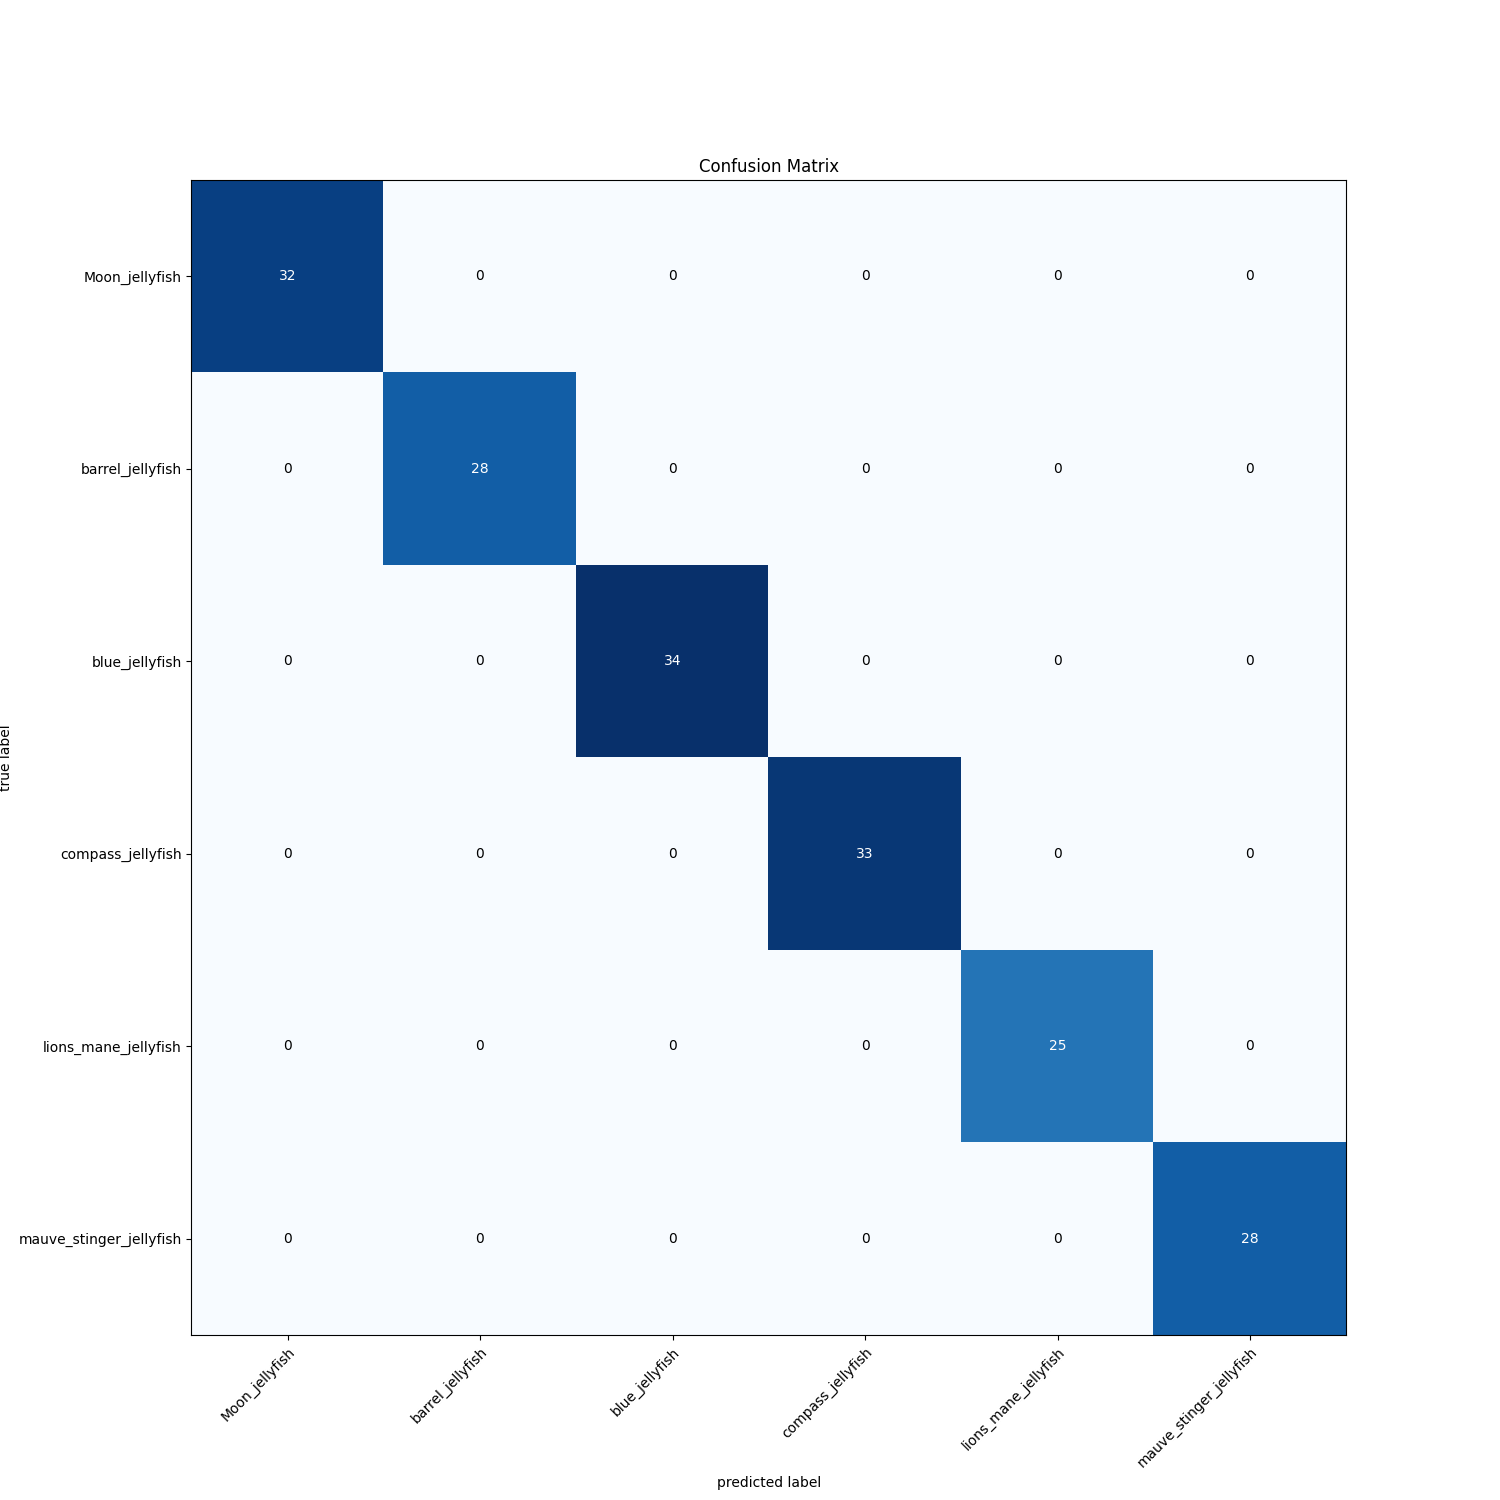 Confusion Matrix
Moon_jellyfish 32 0 0 0 0 0
barrel_jellyfish 0 28 0 0 0 0
blue_jellyfish 0 0 34 0 0 0
true label
compass_jellyfish 0 0 0 33 0 0
lions_mane_jellyfish 0 0 0 0 25 0
mauve_stinger_jellyfish 0 0 0 0 0 28
Moon_jellyfish barrel_jellyfish blue_jellyfish compass_jellyfish lions_mane_jellyfish mauve_stinger_jellyfish
predicted label